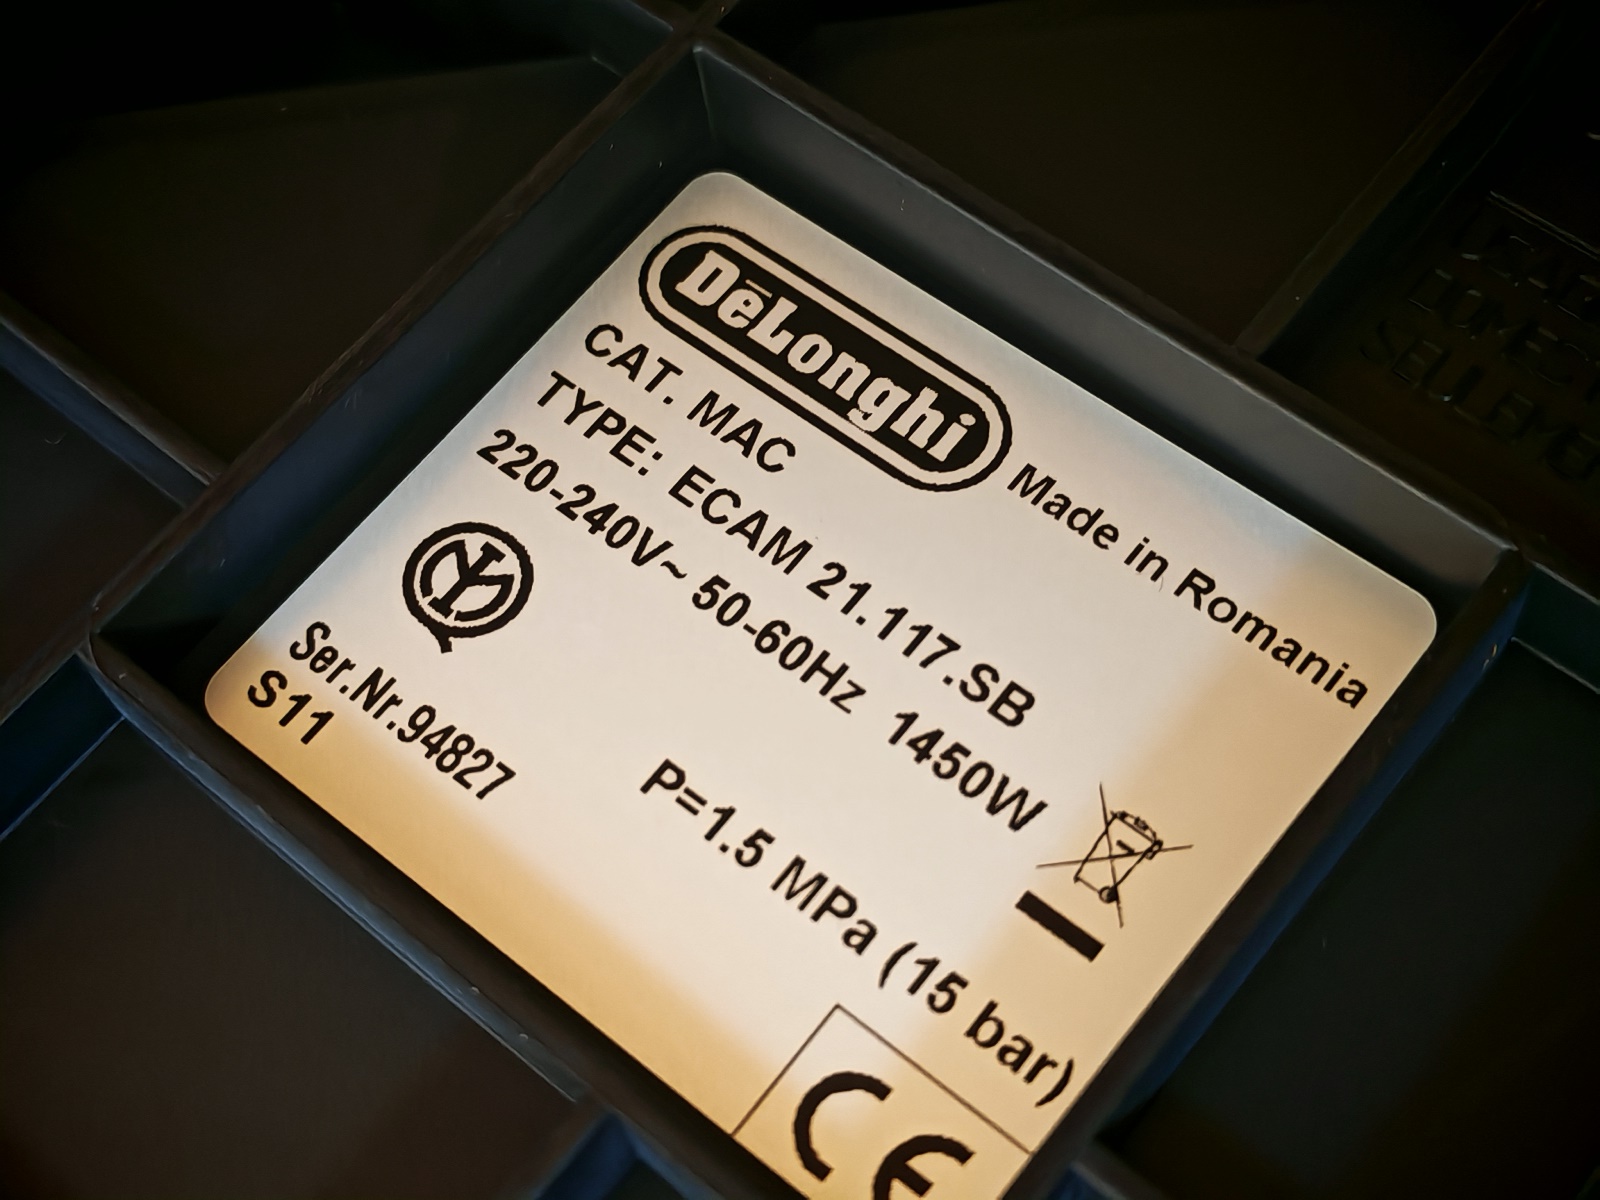 DēLonghi
Made in Romania
CAT. MAC
TYPE: ECAM 21.117.SB
220-240V~ 50-60Hz 1450W
Ser.Nr.94827
S11
P=1.5 MPa (15 bar)
CE